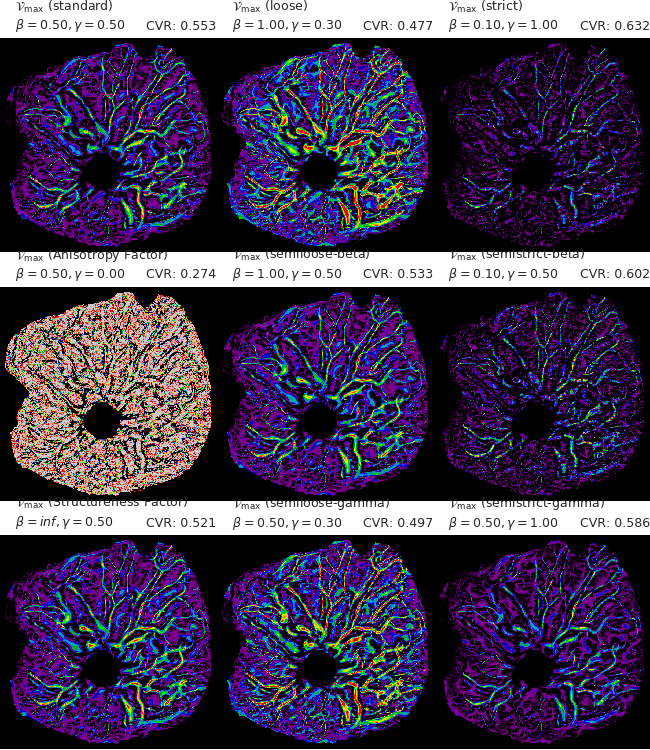 𝒱max (standard) 𝒱max (loose) 𝒱max (strict)
β = 0.50, γ = 0.50 CVR: 0.553 β = 1.00, γ = 0.30 CVR: 0.477 β = 0.10, γ = 1.00 CVR: 0.632
𝒱max (Anisotropy Factor) 𝒱max (semiloose-beta) 𝒱max (semistrict-beta)
β = 0.50, γ = 0.00 CVR: 0.274 β = 1.00, γ = 0.50 CVR: 0.533 β = 0.10, γ = 0.50 CVR: 0.602
𝒱max (Structureness Factor) 𝒱max (semiloose-gamma) 𝒱max (semistrict-gamma)
β = inf, γ = 0.50 CVR: 0.521 β = 0.50, γ = 0.30 CVR: 0.497 β = 0.50, γ = 1.00 CVR: 0.586